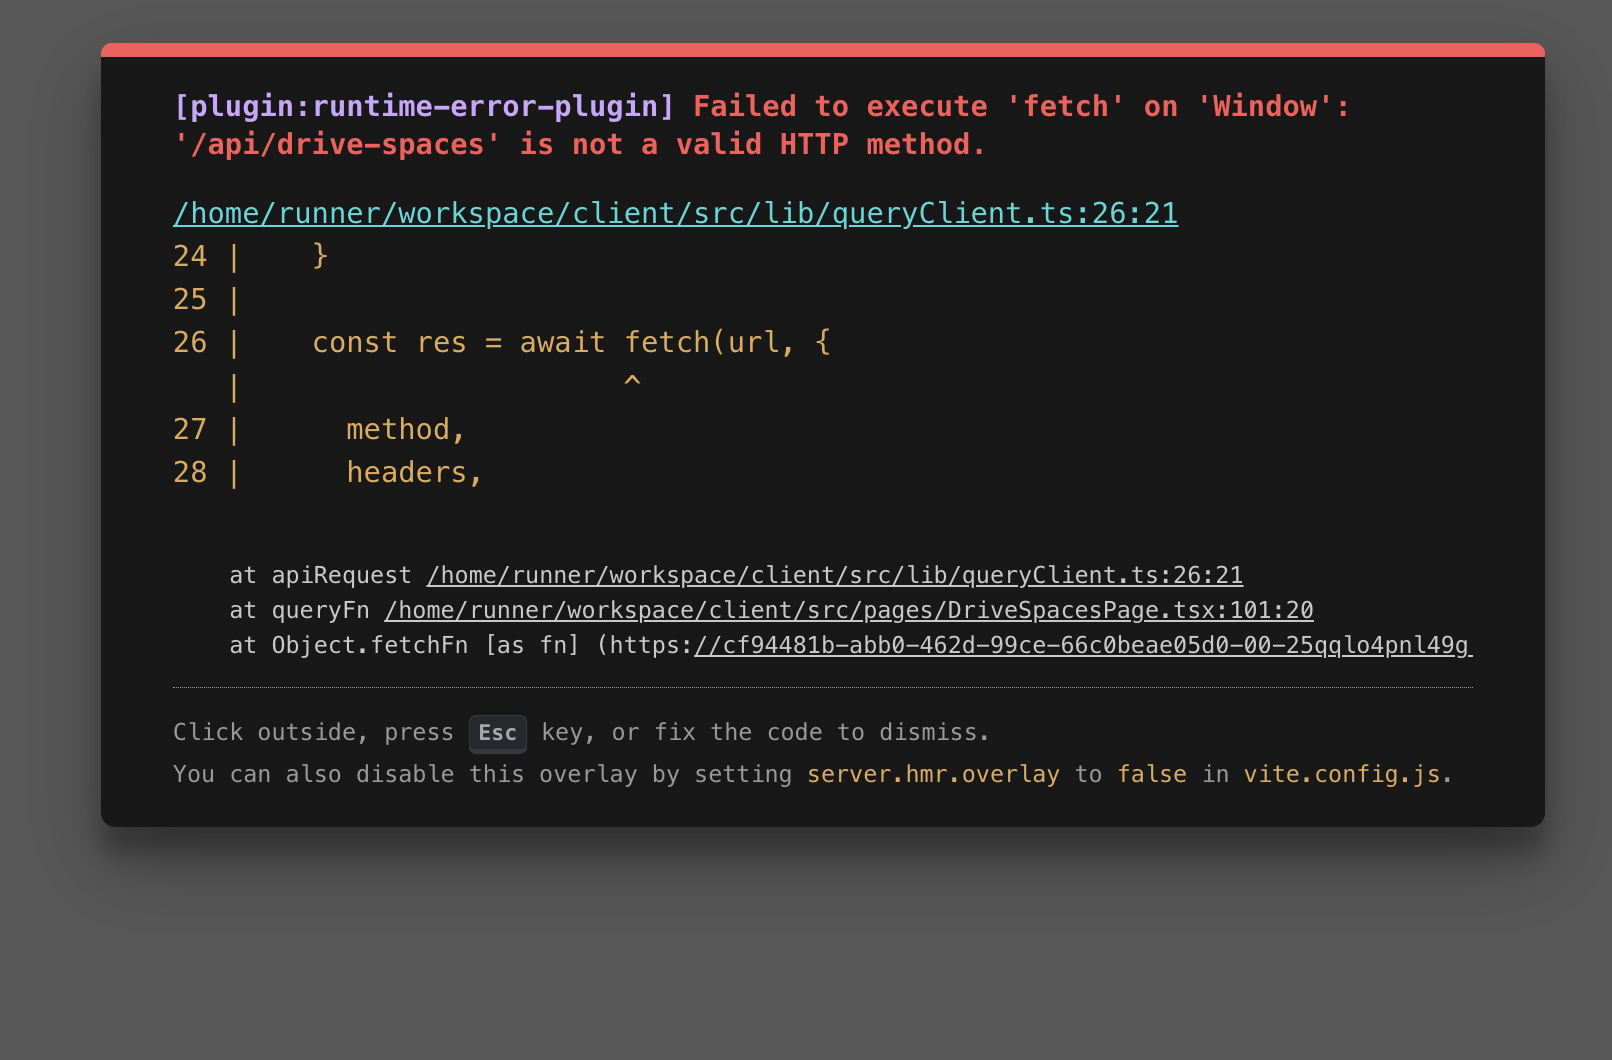 [plugin:runtime-error-plugin] Failed to execute 'fetch' on 'Window':
'/api/drive-spaces' is not a valid HTTP method.
/home/runner/workspace/client/src/lib/queryClient.ts:26:21
24 |    }
25 |
26 |    const res = await fetch(url, {
   |                      ^
27 |      method,
28 |      headers,
at apiRequest /home/runner/workspace/client/src/lib/queryClient.ts:26:21
at queryFn /home/runner/workspace/client/src/pages/DriveSpacesPage.tsx:101:20
at Object.fetchFn [as fn] (https://cf94481b-abb0-462d-99ce-66c0beae05d0-00-25qqlo4pnl49g
Click outside, press Esc key, or fix the code to dismiss.
You can also disable this overlay by setting server.hmr.overlay to false in vite.config.js.